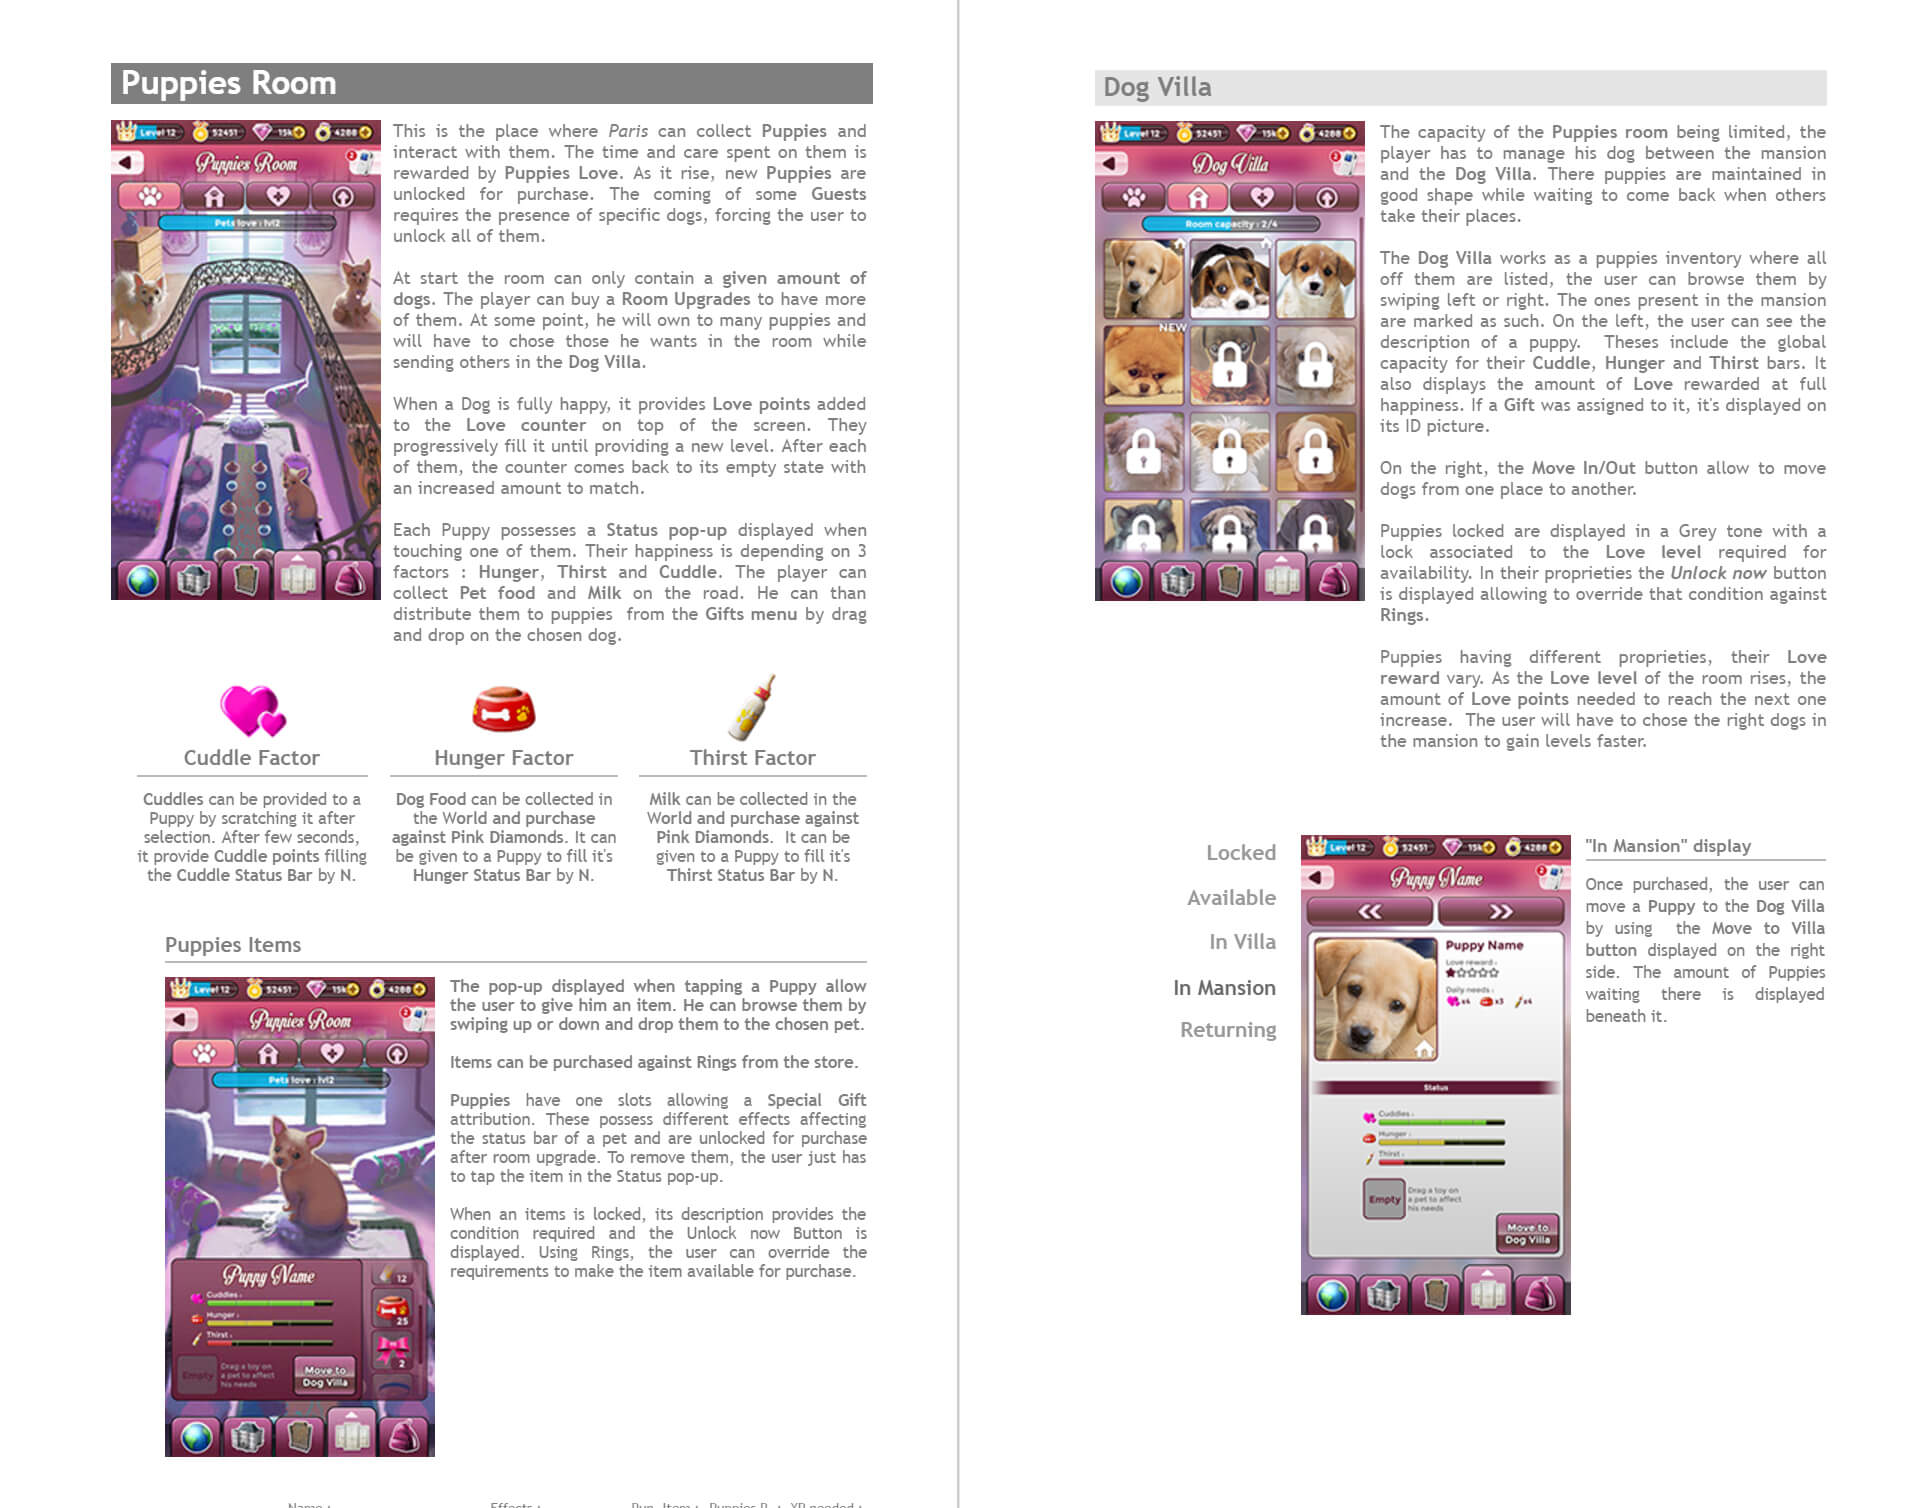 Puppies Room
Level 12
52451
15k
4288
Puppies Room
2
Pets love : lvl2
This is the place where Paris can collect Puppies and
interact with them. The time and care spent on them is
rewarded by Puppies Love. As it rise, new Puppies are
unlocked for purchase. The coming of some Guests
requires the presence of specific dogs, forcing the user to
unlock all of them.
At start the room can only contain a given amount of
dogs. The player can buy a Room Upgrades to have more
of them. At some point, he will own to many puppies and
will have to chose those he wants in the room while
sending others in the Dog Villa.
When a Dog is fully happy, it provides Love points added
to the Love counter on top of the screen. They
progressively fill it until providing a new level. After each
of them, the counter comes back to its empty state with
an increased amount to match.
Each Puppy possesses a Status pop-up displayed when
touching one of them. Their happiness is depending on 3
factors : Hunger, Thirst and Cuddle. The player can
collect Pet food and Milk on the road. He can than
distribute them to puppies from the Gifts menu by drag
and drop on the chosen dog.
Cuddle Factor
Cuddles can be provided to a
Puppy by scratching it after
selection. After few seconds,
it provide Cuddle points filling
the Cuddle Status Bar by N.
Hunger Factor
Dog Food can be collected in
the World and purchase
against Pink Diamonds. It can
be given to a Puppy to fill it's
Hunger Status Bar by N.
Thirst Factor
Milk can be collected in the
World and purchase against
Pink Diamonds. It can be
given to a Puppy to fill it's
Thirst Status Bar by N.
Puppies Items
Level 12
52451
15k
4288
Puppies Room
2
Pets love : lvl2
Puppy Name
Cuddles :
Hunger :
Thirst :
Empty
Drag a toy on
a pet to affect
his needs
Move to
Dog Villa
12
25
2
The pop-up displayed when tapping a Puppy allow
the user to give him an item. He can browse them by
swiping up or down and drop them to the chosen pet.
Items can be purchased against Rings from the store.
Puppies have one slots allowing a Special Gift
attribution. These possess different effects affecting
the status bar of a pet and are unlocked for purchase
after room upgrade. To remove them, the user just has
to tap the item in the Status pop-up.
When an items is locked, its description provides the
condition required and the Unlock now Button is
displayed. Using Rings, the user can override the
requirements to make the item available for purchase.
Dog Villa
Level 12
52451
15k
4288
Dog Villa
2
Room capacity : 2/4
NEW
The capacity of the Puppies room being limited, the
player has to manage his dog between the mansion
and the Dog Villa. There puppies are maintained in
good shape while waiting to come back when others
take their places.
The Dog Villa works as a puppies inventory where all
off them are listed, the user can browse them by
swiping left or right. The ones present in the mansion
are marked as such. On the left, the user can see the
description of a puppy. Theses include the global
capacity for their Cuddle, Hunger and Thirst bars. It
also displays the amount of Love rewarded at full
happiness. If a Gift was assigned to it, it's displayed on
its ID picture.
On the right, the Move In/Out button allow to move
dogs from one place to another.
Puppies locked are displayed in a Grey tone with a
lock associated to the Love level required for
availability. In their proprieties the Unlock now button
is displayed allowing to override that condition against
Rings.
Puppies having different proprieties, their Love
reward vary. As the Love level of the room rises, the
amount of Love points needed to reach the next one
increase. The user will have to chose the right dogs in
the mansion to gain levels faster.
Locked
Available
In Villa
In Mansion
Returning
Level 12
52451
15k
4288
Puppy Name
2
Puppy Name
Love reward :
Daily needs :
x4
x3
x4
Status
Cuddles :
Hunger :
Thirst :
Empty
Drag a toy on
a pet to affect
his needs
Move to
Dog Villa
"In Mansion" display
Once purchased, the user can
move a Puppy to the Dog Villa
by using the Move to Villa
button displayed on the right
side. The amount of Puppies
waiting there is displayed
beneath it.